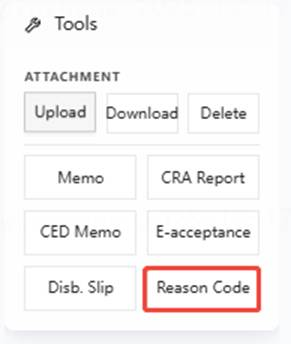 Tools
ATTACHMENT
Upload Download Delete
Memo CRA Report
CED Memo E-acceptance
Disb. Slip Reason Code